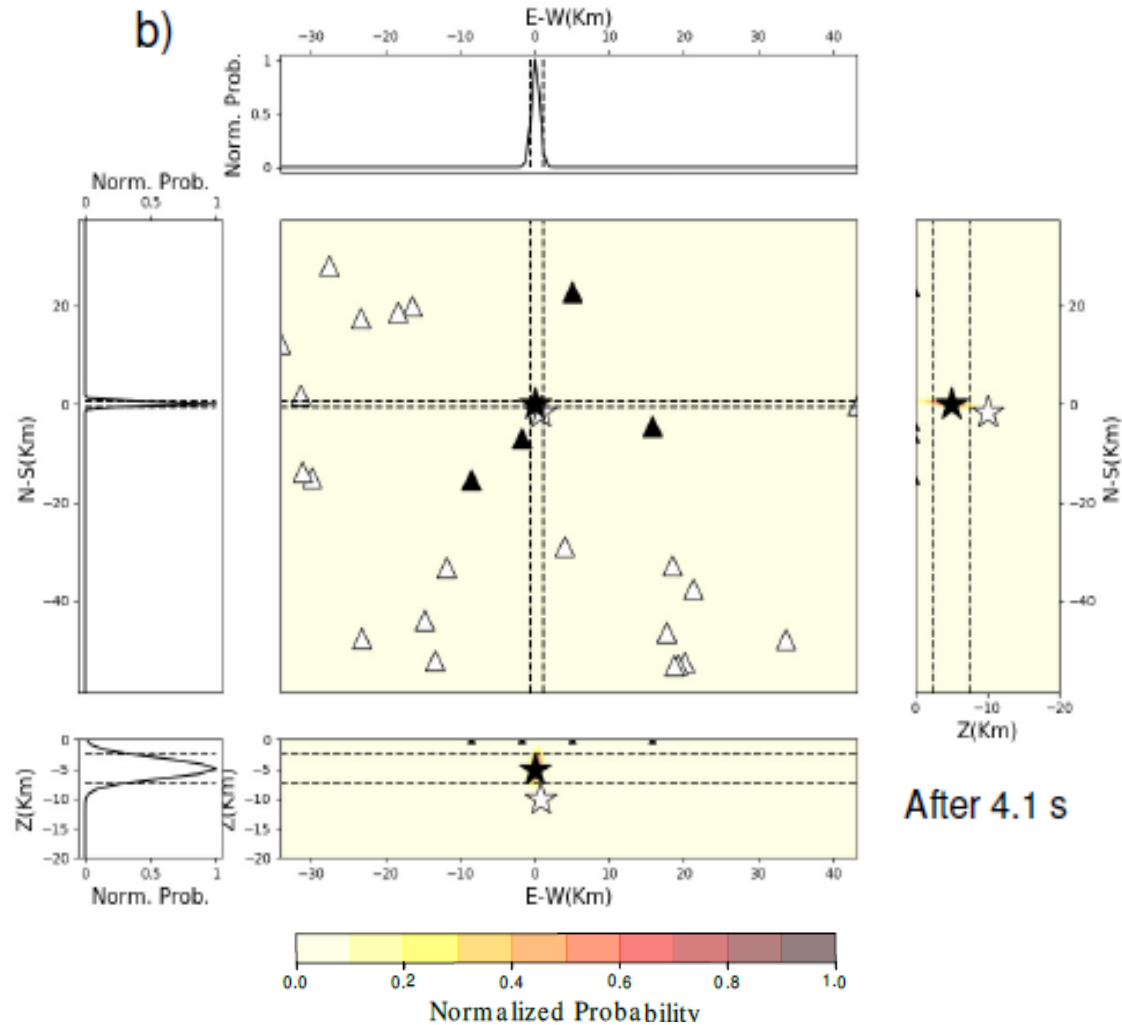 b)
E-W(Km)
−30 −20 −10 0 10 20 30 40
Norm. Prob.
1
0.5
0
Norm. Prob.
0 0.5 1
N-S(Km)
20
0
−20
−40
20
0
−20
−40
N-S(Km)
0 −10 −20
Z(Km)
Z(Km)
0
−5
−10
−15
−20
0 0.5 1
Norm. Prob.
Z(Km)
0
−5
−10
−15
−20
−30 −20 −10 0 10 20 30 40
E-W(Km)
After 4.1 s
0.0 0.2 0.4 0.6 0.8 1.0
Normalized Probability